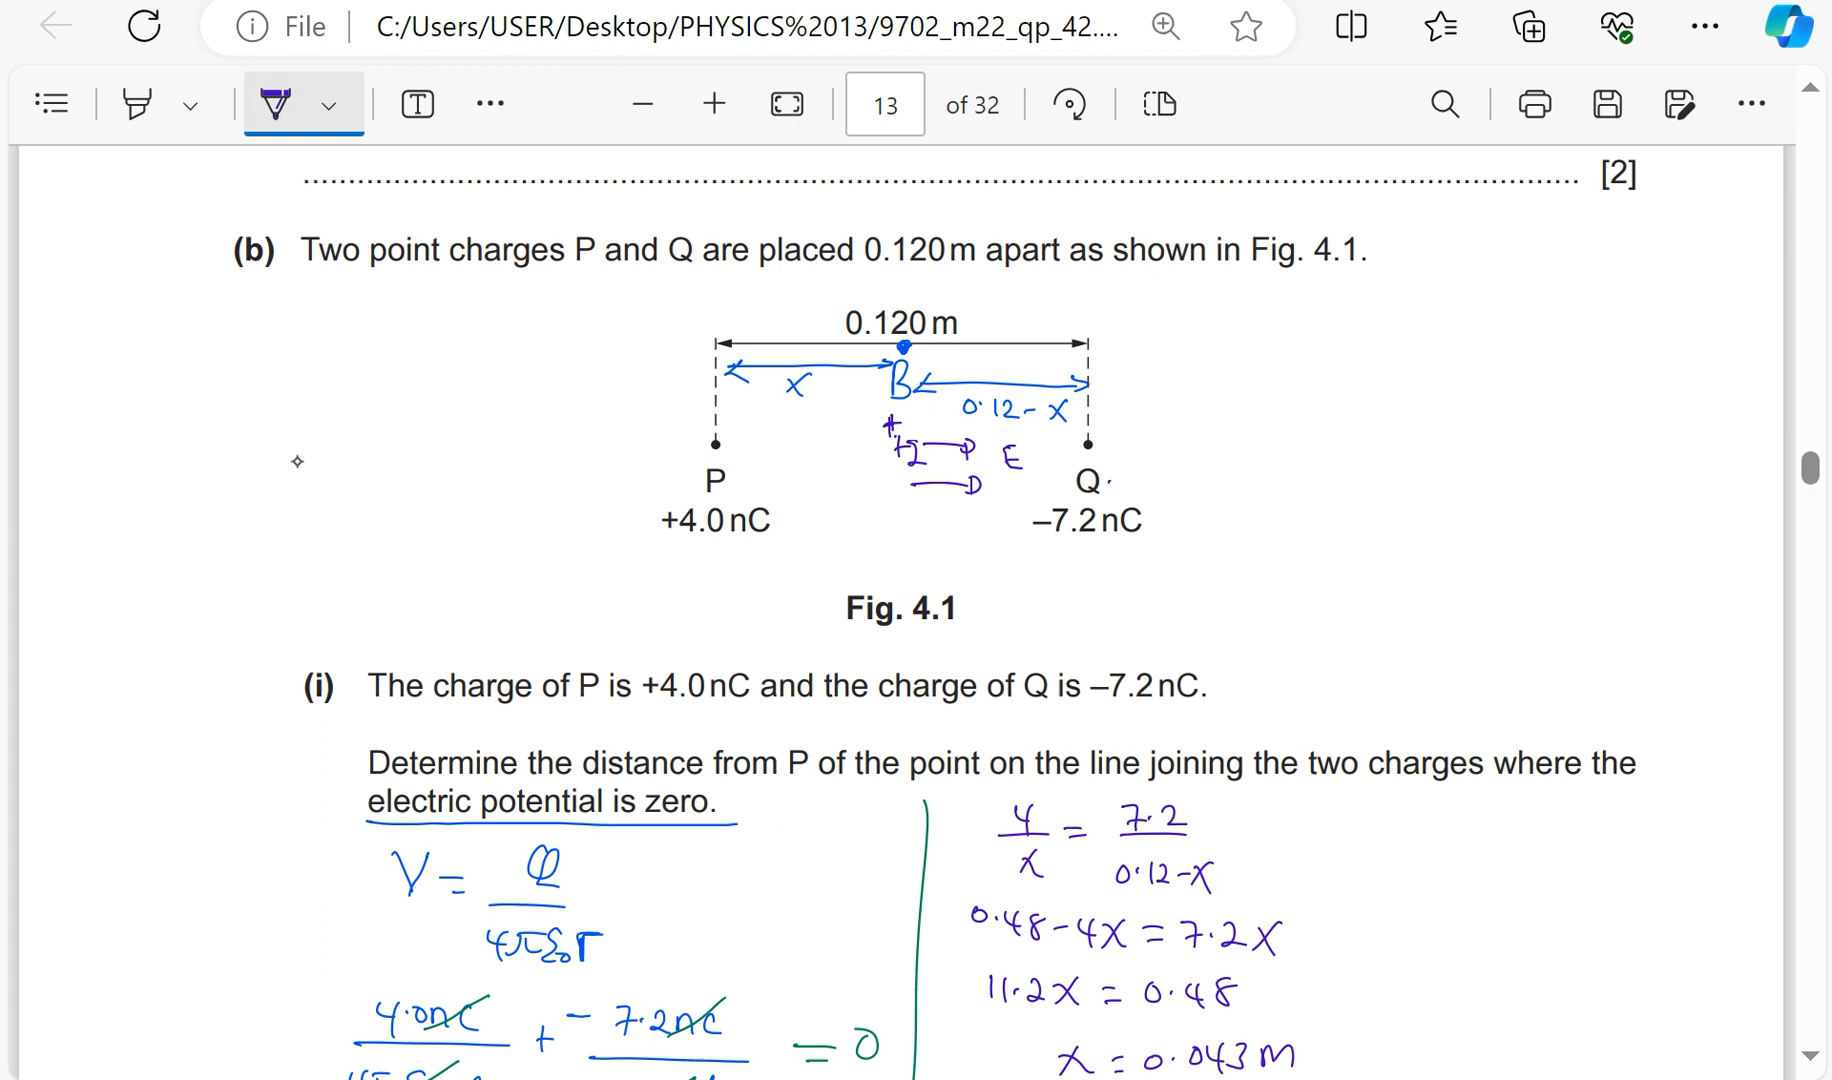 File
C:/Users/USER/Desktop/PHYSICS%2013/9702_m22_qp_42....
13 of 32
[2]
(b) Two point charges P and Q are placed 0.120 m apart as shown in Fig. 4.1.
0.120 m
x
B
0.12-x
E
P
Q
+4.0 nC
–7.2 nC
Fig. 4.1
(i) The charge of P is +4.0 nC and the charge of Q is –7.2 nC.
Determine the distance from P of the point on the line joining the two charges where the
electric potential is zero.
V = Q / 4πε₀r
4.0nC + -7.2nC = 0
4/x = 7.2/0.12-x
0.48-4x = 7.2x
11.2x = 0.48
x = 0.043m